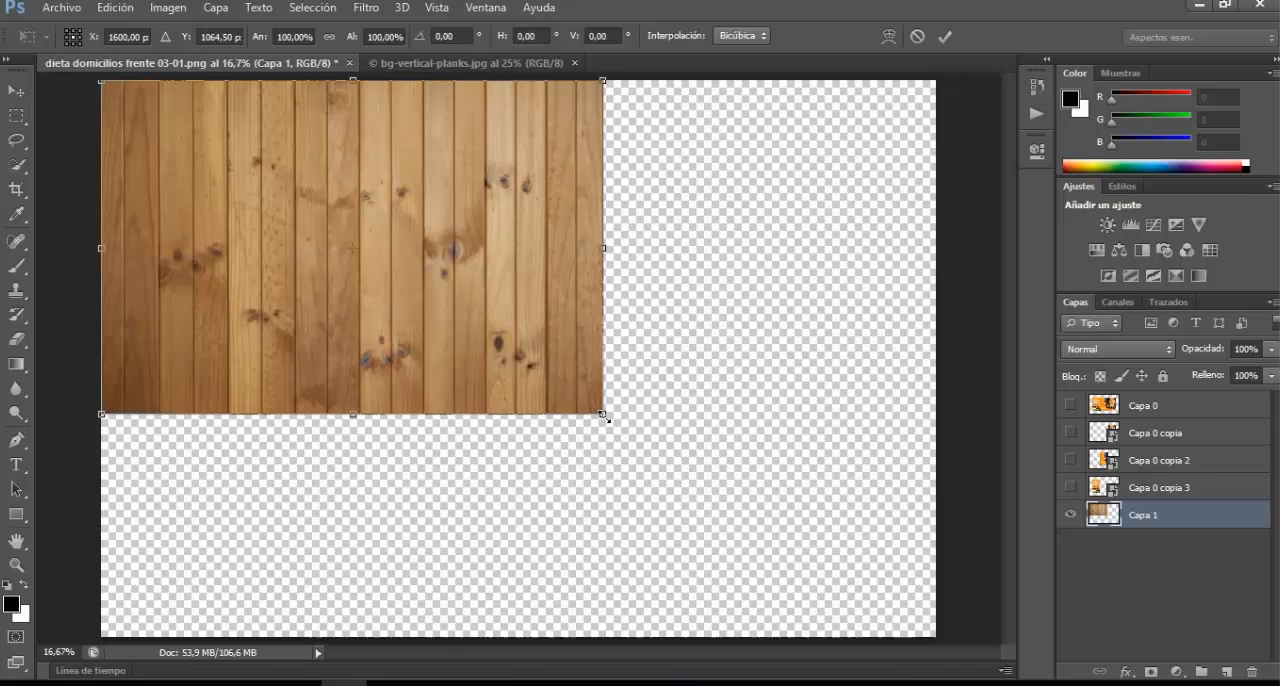 Ps Archivo Edición Imagen Capa Texto Selección Filtro 3D Vista Ventana Ayuda
X: 1600,00 p: Y: 1064,50 p: An: 100,00% Al: 100,00% 0,00 ° H: 0,00 ° V: 0,00 ° Interpolación: Bicúbica Aspectos esen.
dieta domicilios frente 03-01.png al 16,7% (Capa 1, RGB/8) * × © bg-vertical-planks.jpg al 25% (RGB/8) ×
Color Muestras
R 0
G 0
B 0
Ajustes Estilos
Añadir un ajuste
Capas Canales Trazados
Tipo T
Normal Opacidad: 100%
Bloq.: Relleno: 100%
Capa 0
Capa 0 copia
Capa 0 copia 2
Capa 0 copia 3
Capa 1
16,67% Doc: 53,9 MB/106,6 MB
Línea de tiempo
fx